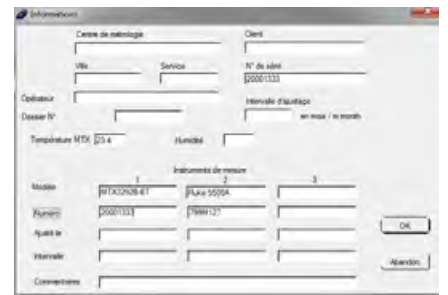 Informations
Centre de métrologie Client
Ville Service N° de série
20001333
Opérateur Intervalle d'ajustage
Dossier N° en mois / in month
Température MTX 23.4 Humidité
Instruments de mesure
1 2 3
Modèle MTX3292B-BT Fluke 5500A
Numéro 20001333
Ajusté le OK
Intervalle
Abandon
Commentaires